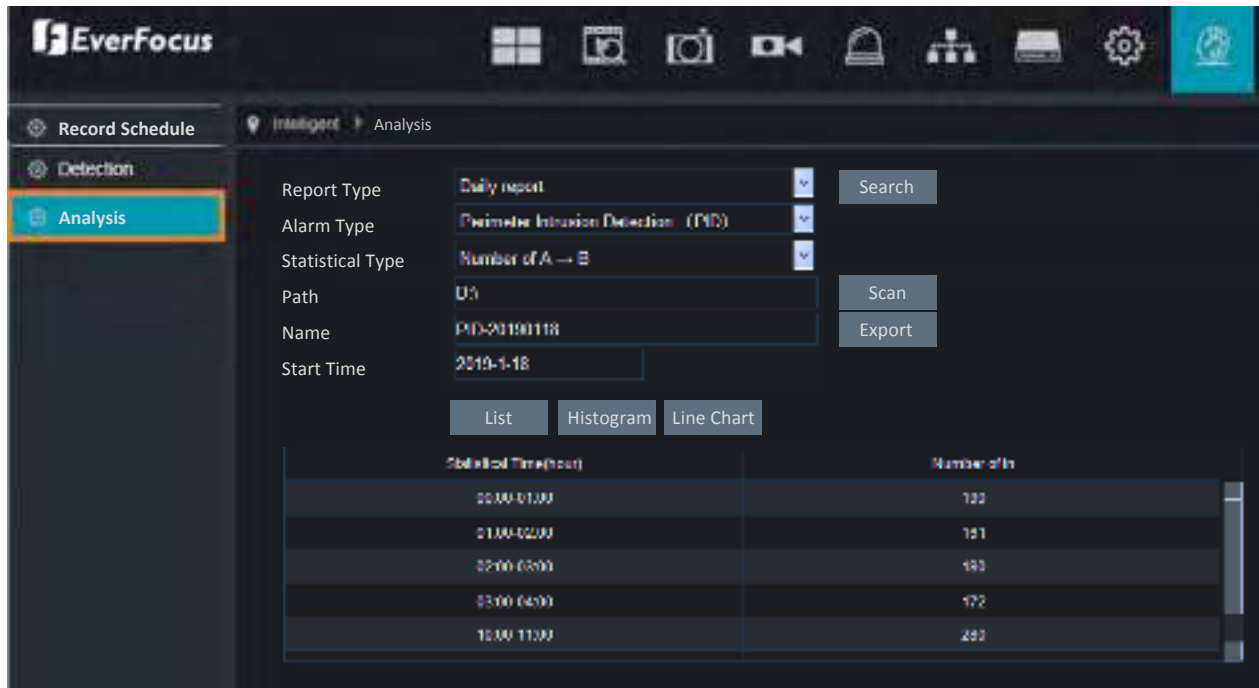 EverFocus
Record Schedule
Detection
Analysis
Intelligent Analysis
Report Type Daily report Search
Alarm Type Perimeter Intrusion Detection （PID）
Statistical Type Number of A → B
Path D:\ Scan
Name PID-20190118 Export
Start Time 2019-1-18
List Histogram Line Chart
Statistical Time(hour) Number of In
00:00-01:00
01:00-02:00
02:00-03:00
03:00-04:00 172
10:00-11:00